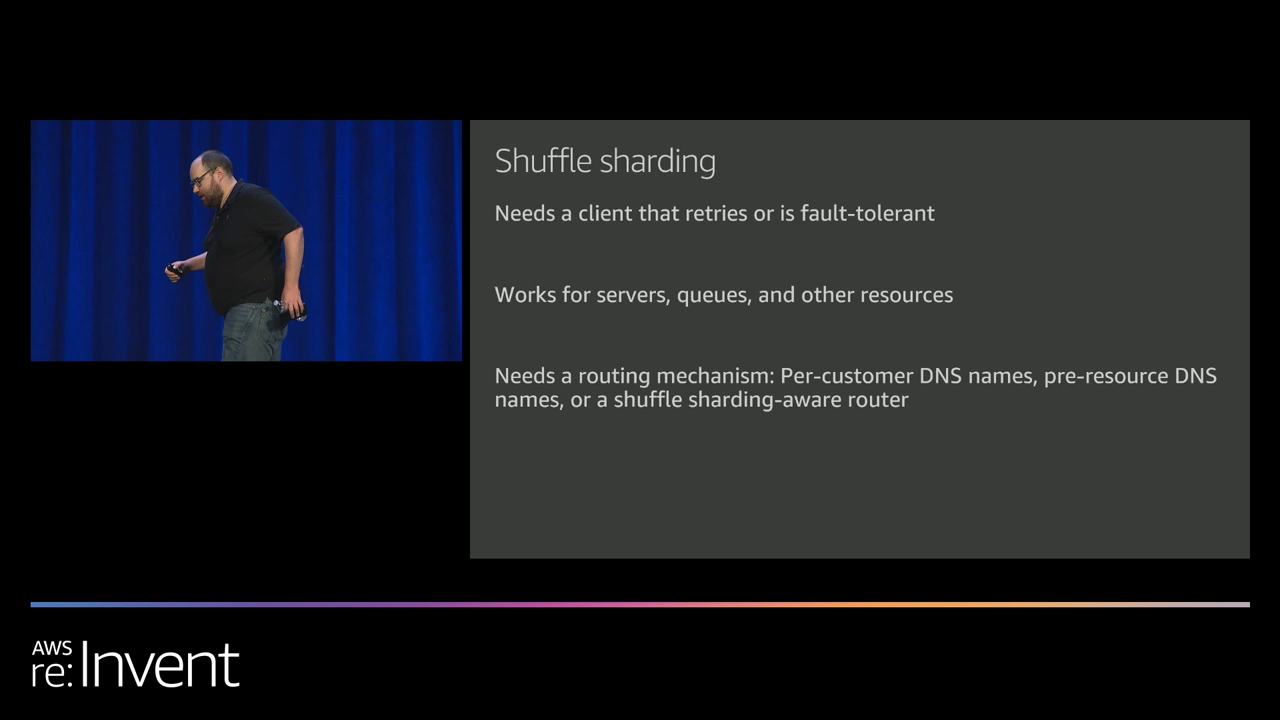 Shuffle sharding
Needs a client that retries or is fault-tolerant
Works for servers, queues, and other resources
Needs a routing mechanism: Per-customer DNS names, pre-resource DNS
names, or a shuffle sharding-aware router
AWS
re:Invent